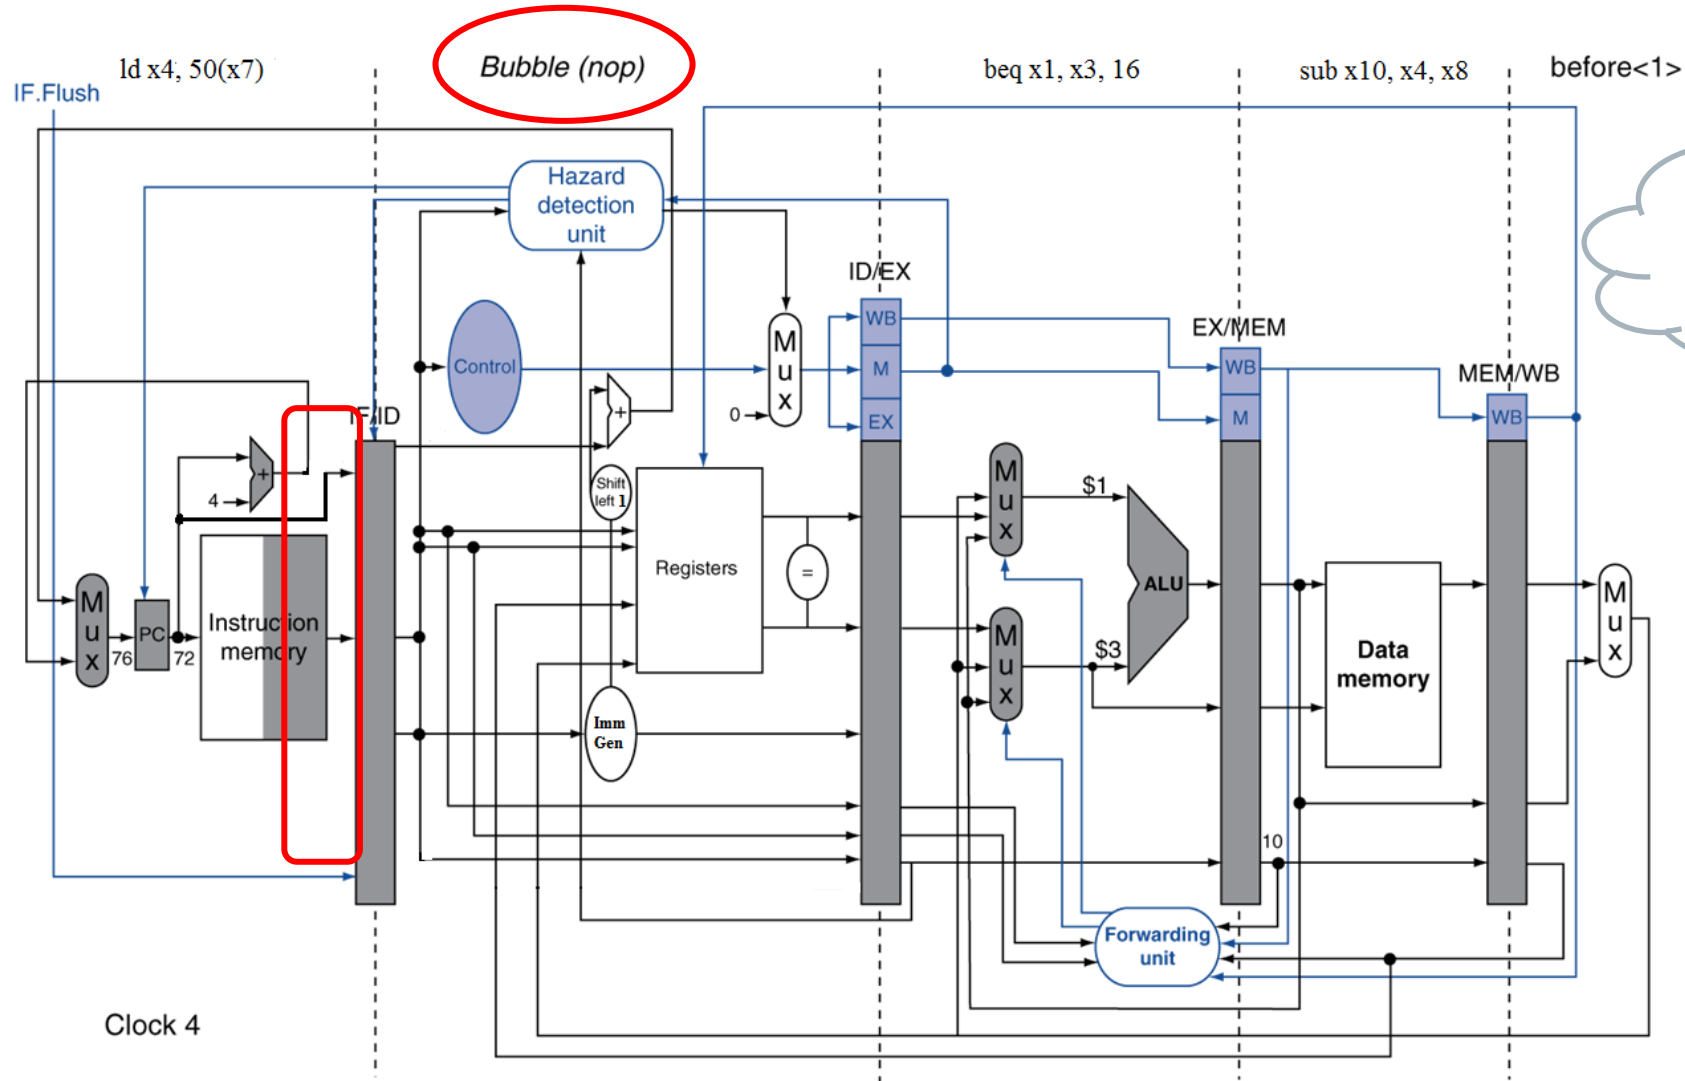 ld x4, 50(x7)
Bubble (nop)
beq x1, x3, 16
sub x10, x4, x8
before<1>
IF.Flush
Hazard
detection
unit
ID/EX
WB
M
EX
EX/MEM
WB
M
MEM/WB
WB
Control
M
u
x
0
IF/ID
+
4
+
Shift
left 1
Registers
=
M
u
x
$1
M
u
x
$3
ALU
M
u
x
76
PC
72
Instruction
memory
Imm
Gen
Data
memory
M
u
x
10
Forwarding
unit
Clock 4